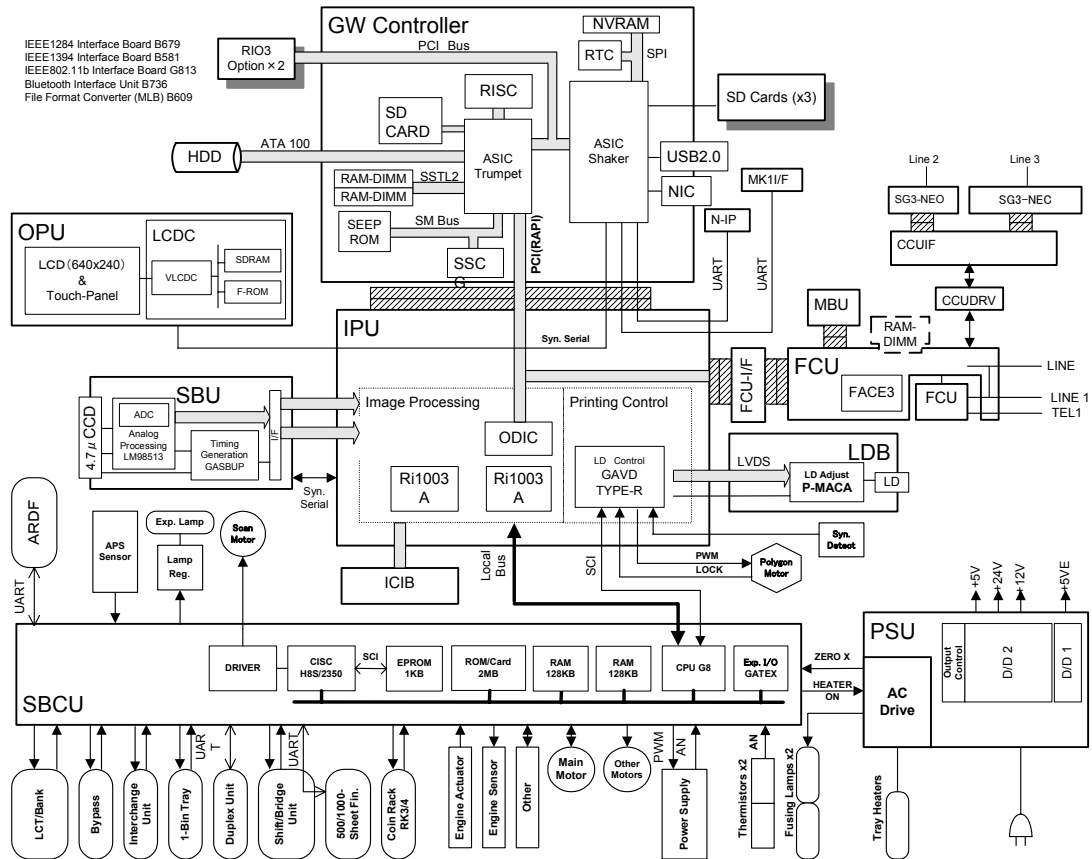 GW Controller
IEEE1284 Interface Board B679
IEEE1394 Interface Board B581
IEEE802.11b Interface Board G813
Bluetooth Interface Unit B736
File Format Converter (MLB) B609
RIO3
Option × 2
PCI Bus
NVRAM
RTC
SPI
SD Cards (x3)
RISC
SD
CARD
HDD
ATA 100
ASIC
Trumpet
ASIC
Shaker
USB2.0
NIC
MK1I/F
N-IP
RAM-DIMM
RAM-DIMM
SSTL2
SEEP
ROM
SM Bus
SSC
G
PCI(RAPI)
UART
UART
Line 2
Line 3
SG3-NEO
SG3-NEC
CCUIF
CCUDRV
OPU
LCD (640x240)
&
Touch-Panel
LCDC
VLCDC
SDRAM
F-ROM
MBU
RAM-
DIMM
FCU
FACE3
FCU
LINE
LINE 1
TEL1
FCU-I/F
IPU
Syn. Serial
Image Processing
Printing Control
ODIC
Ri1003
A
Ri1003
A
LD Control
GAVD
TYPE-R
SBU
4.7 μ CCD
ADC
Analog
Processing
LM98513
Timing
Generation
GASBUP
I/F
Syn.
Serial
LDB
LVDS
LD Adjust
P-MACA
LD
Syn.
Detect
PWM
LOCK
Polygon
Motor
ARDF
UART
APS
Sensor
Exp. Lamp
Lamp
Reg.
Scan
Motor
ICIB
Local
Bus
SCI
+5V
+24V
+12V
+5VE
PSU
Output
Control
D/D 2
D/D 1
AC
Drive
ZERO X
HEATER
ON
SBCU
DRIVER
CISC
H8S/2350
SCI
EPROM
1KB
ROM/Card
2MB
RAM
128KB
RAM
128KB
CPU G8
Exp. I/O
GATEX
UAR
T
UART
PWM
AN
AN
LCT/Bank
Bypass
Interchange
Unit
1-Bin Tray
Duplex Unit
Shift/Bridge
Unit
500/1000-
Sheet Fin.
Coin Rack
RK3/4
Engine Actuator
Engine Sensor
Other
Main
Motor
Other
Motors
Power Supply
Thermistors x2
Fusing Lamps x2
Tray Heaters